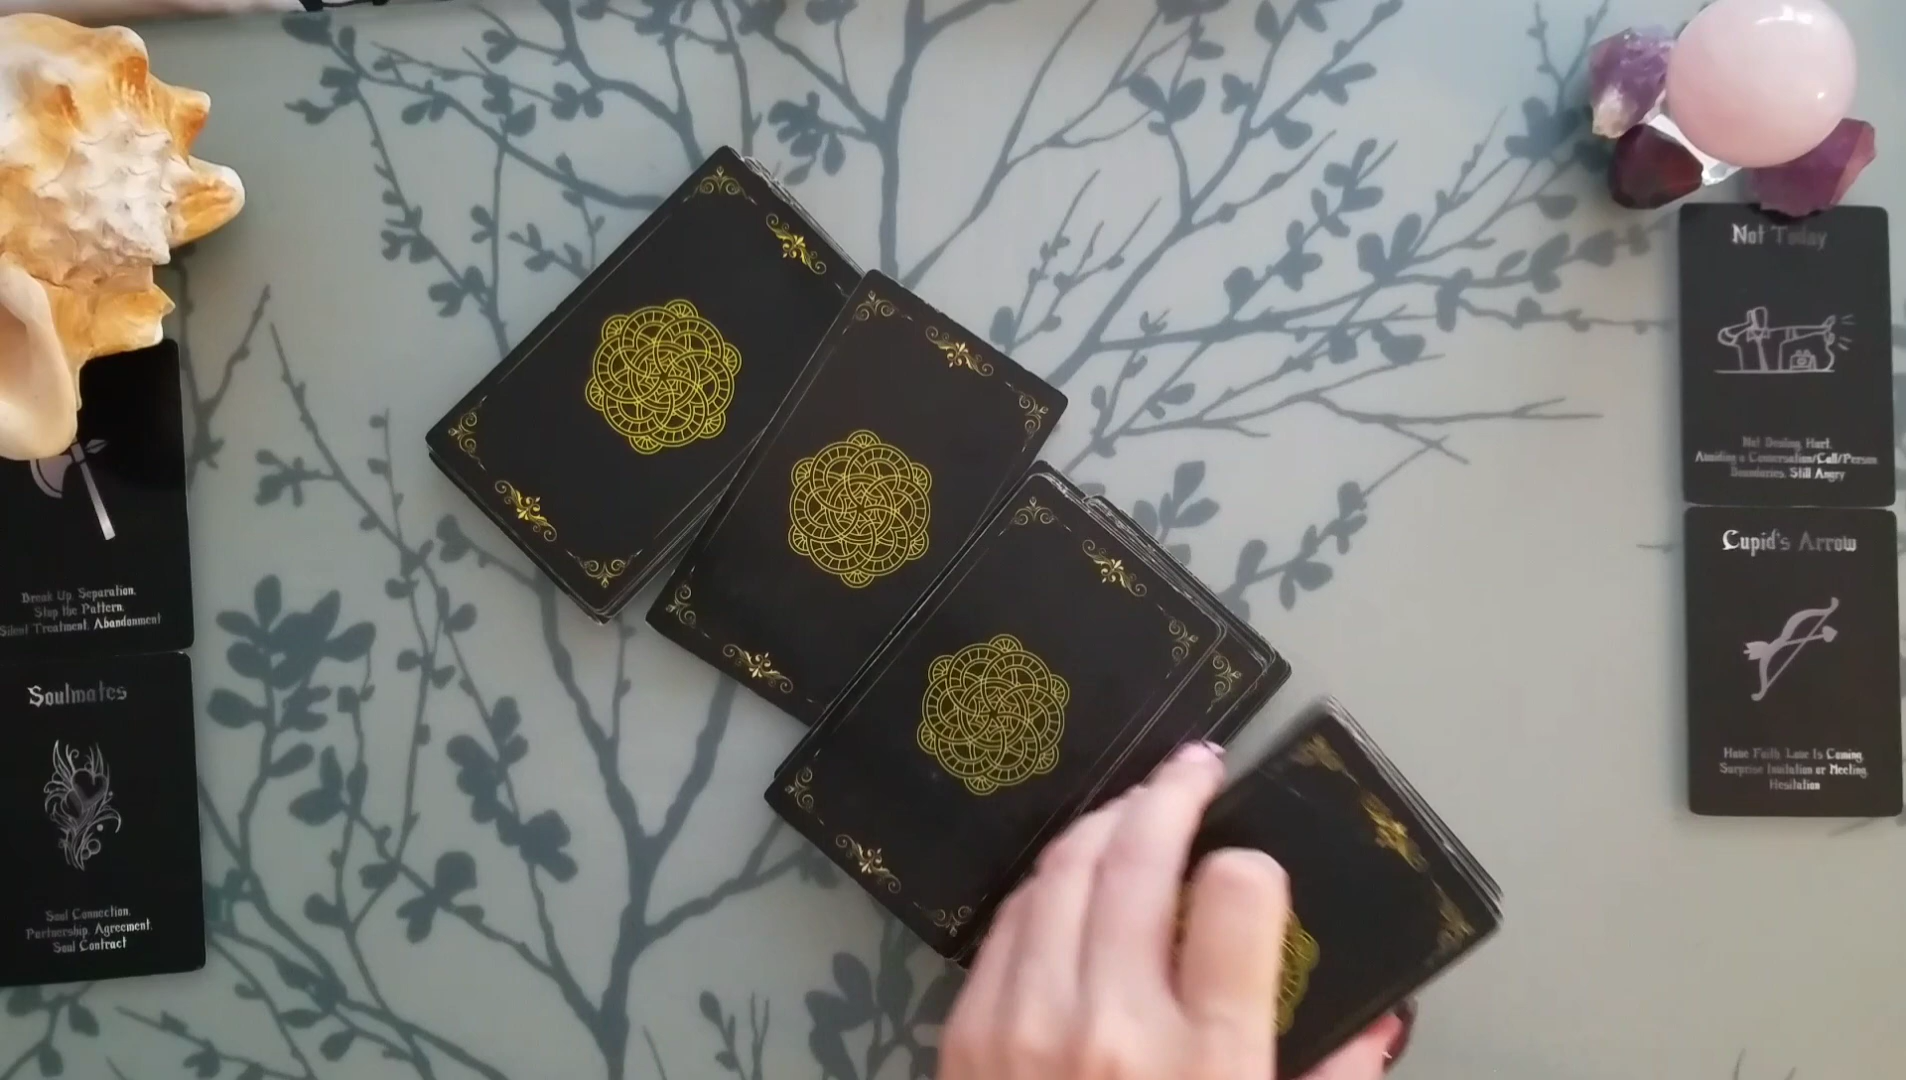 Break Up. Separation.
Stop the Pattern.
Silent Treatment. Abandonment
Soulmates
Soul Connection.
Partnership. Agreement.
Soul Contract
Not Today
Not Dealing. Hurt.
Avoiding a Conversation/Call/Person
Boundaries. Still Angry
Cupid's Arrow
Have Faith. Love Is Coming.
Surprise Invitation or Meeting.
Hesitation